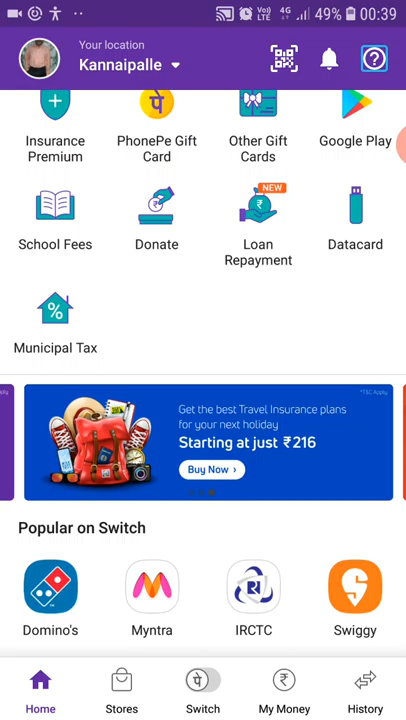 49% 00:39
Your location
Kannaipalle
?
Insurance Premium
PhonePe Gift Card
Other Gift Cards
Google Play
School Fees
Donate
NEW
Loan Repayment
Datacard
%
Municipal Tax
*T&C Apply
Get the best Travel Insurance plans
for your next holiday
Starting at just ₹216
Buy Now ›
Popular on Switch
Domino's
Myntra
IRCTC
Swiggy
Home
Stores
Switch
My Money
History